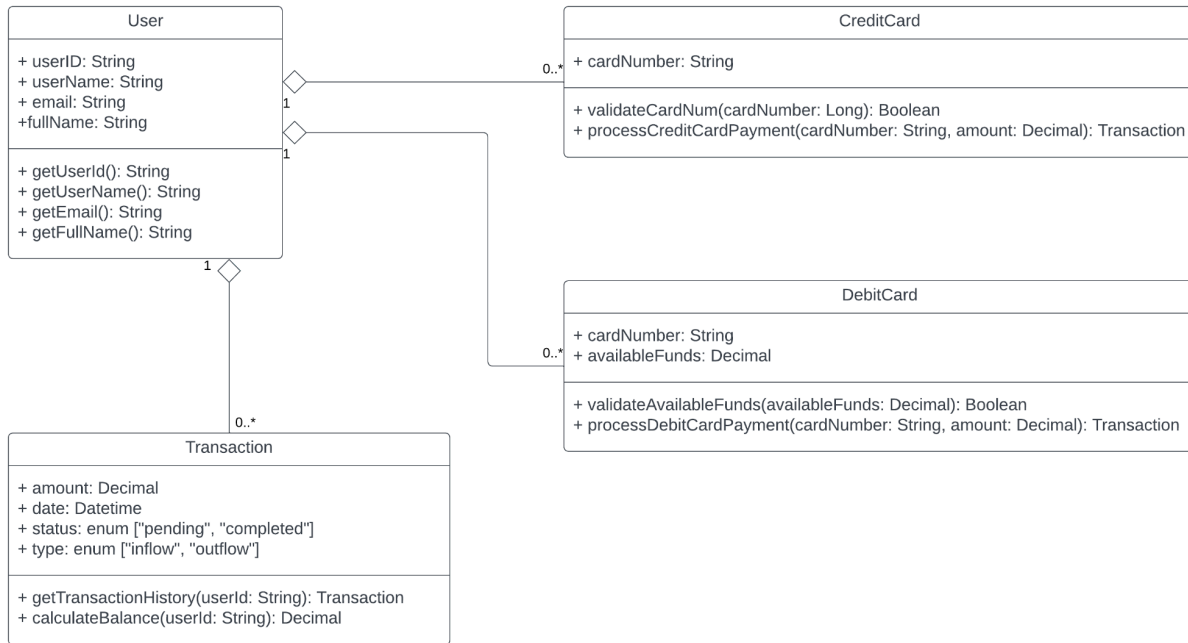 User
+ userID: String
+ userName: String
+ email: String
+fullName: String
+ getUserId(): String
+ getUserName(): String
+ getEmail(): String
+ getFullName(): String
1
1
1
0..*
0..*
0..*
CreditCard
+ cardNumber: String
+ validateCardNum(cardNumber: Long): Boolean
+ processCreditCardPayment(cardNumber: String, amount: Decimal): Transaction
DebitCard
+ cardNumber: String
+ availableFunds: Decimal
+ validateAvailableFunds(availableFunds: Decimal): Boolean
+ processDebitCardPayment(cardNumber: String, amount: Decimal): Transaction
Transaction
+ amount: Decimal
+ date: Datetime
+ status: enum ["pending", "completed"]
+ type: enum ["inflow", "outflow"]
+ getTransactionHistory(userId: String): Transaction
+ calculateBalance(userId: String): Decimal